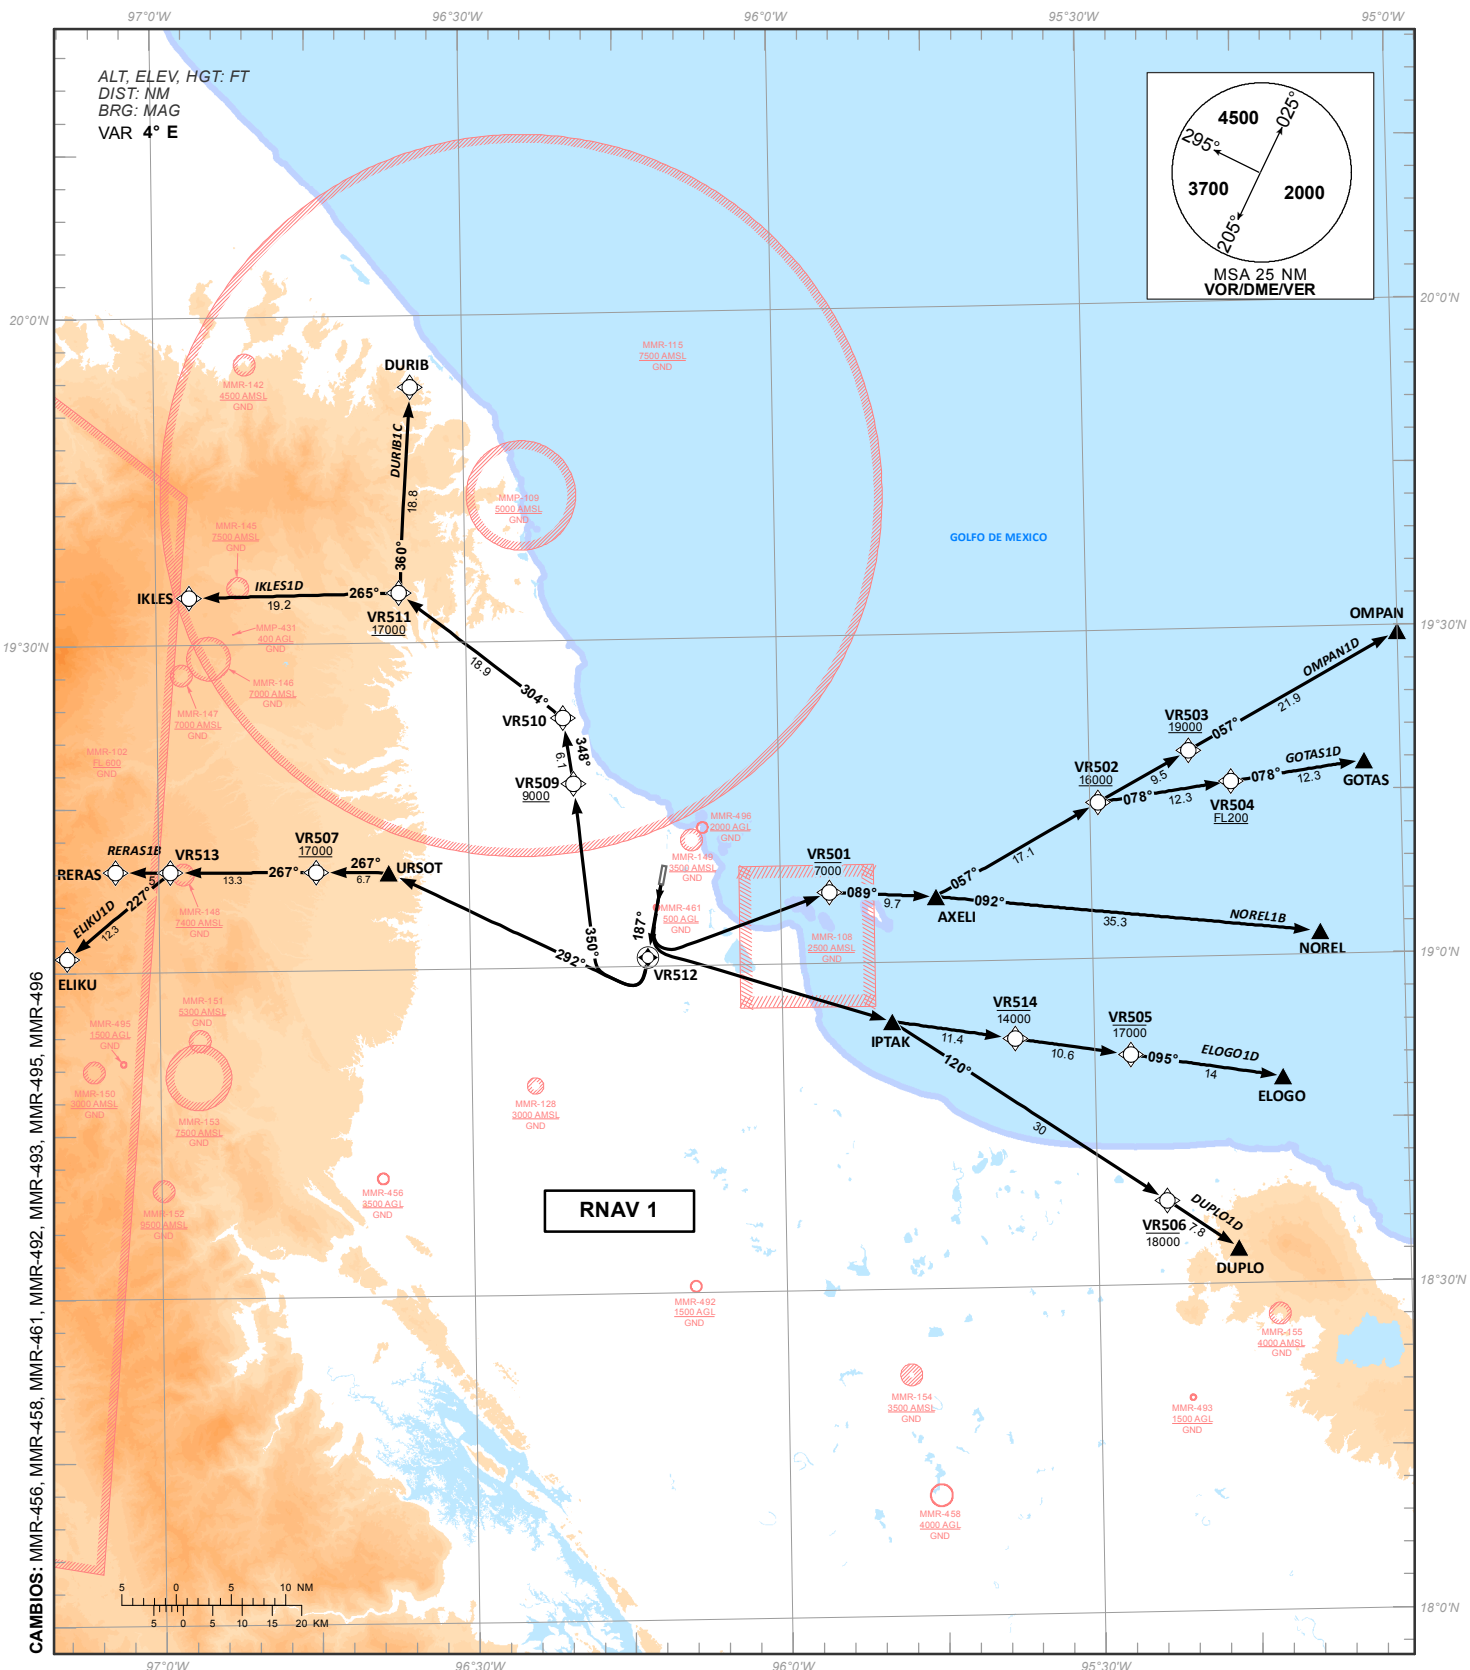 97°0'W
96°30'W
96°0'W
95°30'W
95°0'W
ALT, ELEV, HGT: FT
DIST: NM
BRG: MAG
VAR 4° E
4500
025°
295°
3700
2000
205°
MSA 25 NM
VOR/DME/VER
20°0'N
20°0'N
MMR-115
7500 AMSL
GND
MMR-142
4500 AMSL
GND
DURIB
DURIB1C
18.8
360°
MMP-109
5000 AMSL
GND
MMR-145
7500 AMSL
GND
GOLFO DE MEXICO
IKLES
IKLES1D
19.2
265°
VR511
17000
OMPAN
19°30'N
19°30'N
MMP-431
400 AGL
GND
MMR-146
7000 AMSL
GND
MMR-147
7000 AMSL
GND
18.9
304°
VR510
348°
6.1
VR509
9000
OMPAN1D
21.9
VR503
19000
057°
MMR-102
FL 600
GND
VR502
16000
9.5
GOTAS1D
078°
12.3
GOTAS
078°
12.3
VR504
FL200
MMR-496
2000 AGL
GND
MMR-149
3500 AMSL
GND
RERAS1B
VR513
VR507
17000
RERAS
5
13.3
267°
267°
6.7
URSOT
VR501
7000
17.1
057°
089°
9.7
AXELI
092°
35.3
NOREL1B
NOREL
ELIKU1D
227°
12.3
MMR-148
7400 AMSL
GND
MMR-461
500 AGL
GND
187°
MMR-108
2500 AMSL
GND
350°
292°
VR512
19°0'N
ELIKU
MMR-151
5300 AMSL
GND
VR514
14000
VR505
17000
IPTAK
11.4
10.6
095°
ELOGO1D
14
ELOGO
MMR-495
1500 AGL
GND
120°
MMR-150
3000 AMSL
GND
MMR-128
3000 AMSL
GND
MMR-153
7500 AMSL
GND
30
MMR-456
3500 AGL
GND
MMR-152
9500 AMSL
GND
RNAV 1
DUPLO1D
VR506
18000
7.8
DUPLO
18°30'N
MMR-492
1500 AGL
GND
MMR-155
4000 AMSL
GND
MMR-154
3500 AMSL
GND
MMR-493
1500 AGL
GND
MMR-458
4000 AGL
GND
5 0 5 10 NM
5 0 5 10 15 20 KM
18°0'N
97°0'W
96°30'W
96°0'W
95°30'W
CAMBIOS: MMR-456, MMR-458, MMR-461, MMR-492, MMR-493, MMR-495, MMR-496